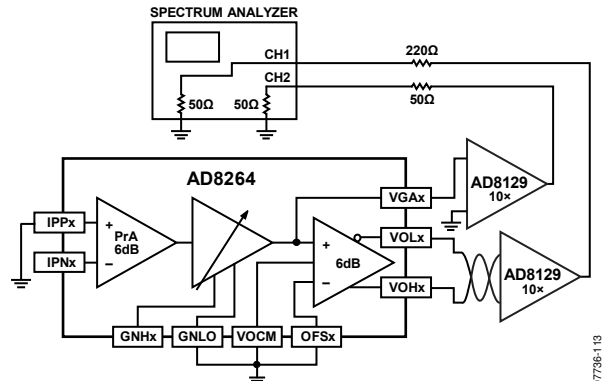 SPECTRUM ANALYZER
CH1
CH2
220Ω
50Ω
50Ω
50Ω
AD8264
VGAx
AD8129
10×
IPPx
+
PrA
6dB
–
IPNx
+
6dB
–
VOLx
VOHx
AD8129
10×
GNHx
GNLO
VOCM
OFSx
7736-113